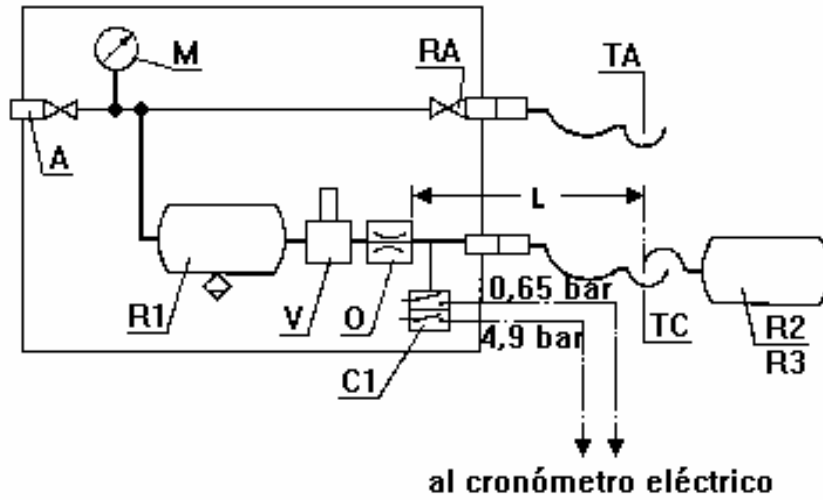 M
RA
TA
A
L
R1
V
O
0,65 bar
4,9 bar
C1
TC
R2
R3
al cronómetro eléctrico